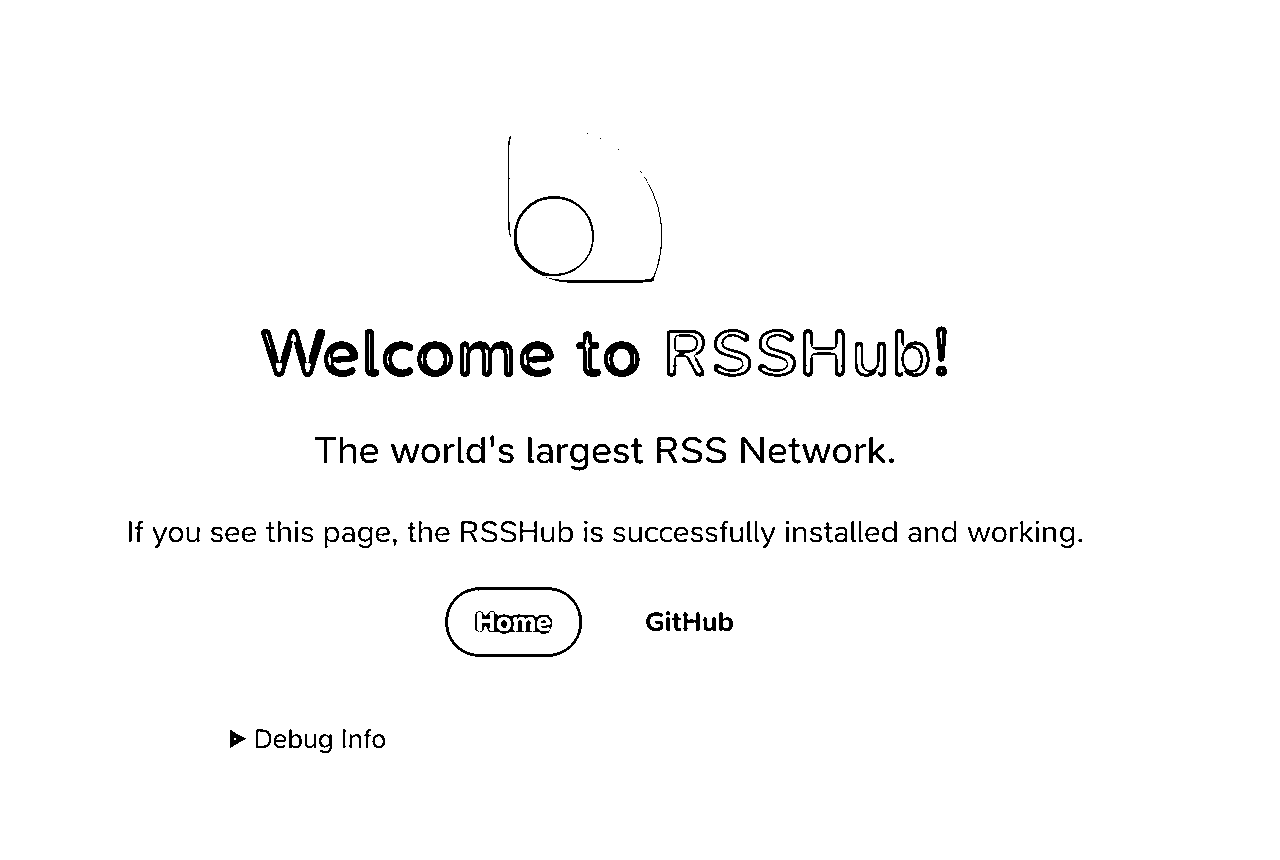 Welcome to RSSHub!
The world's largest RSS Network.
If you see this page, the RSSHub is successfully installed and working.
Home GitHub
▶ Debug Info